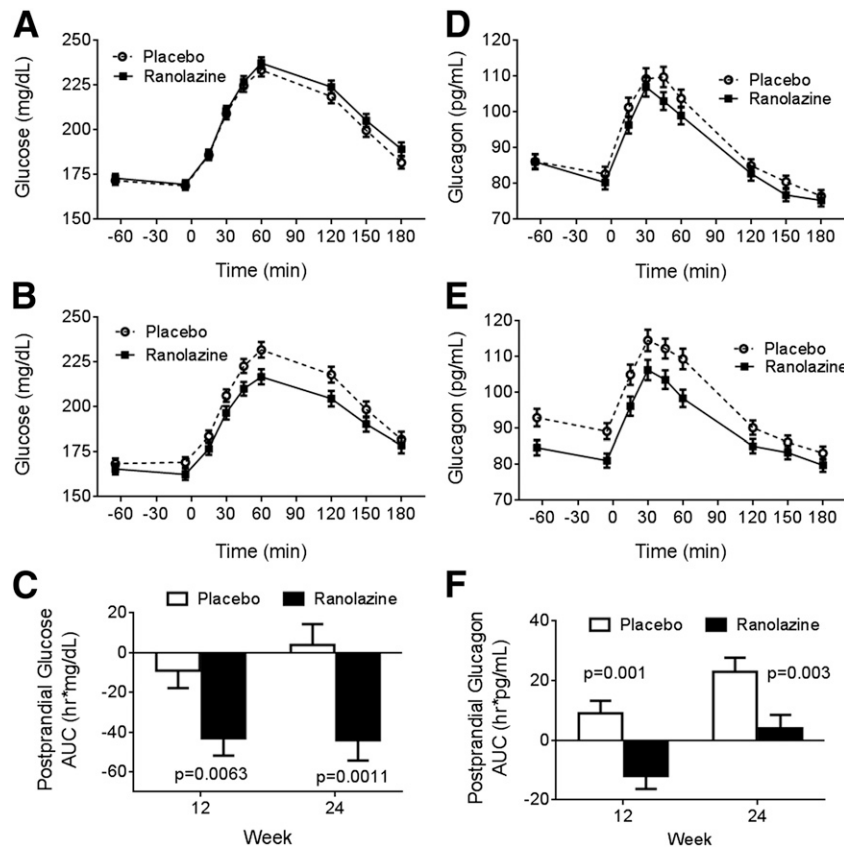 A
Glucose (mg/dL)
250
225
200
175
150
Placebo
Ranolazine
-60 -30 0 30 60 90 120 150 180
Time (min)
B
Glucose (mg/dL)
250
225
200
175
150
Placebo
Ranolazine
-60 -30 0 30 60 90 120 150 180
Time (min)
C
Postprandial Glucose
AUC (hr*mg/dL)
20
0
-20
-40
-60
Placebo Ranolazine
p=0.0063 p=0.0011
12 24
Week
D
Glucagon (pg/mL)
120
110
100
90
80
70
Placebo
Ranolazine
-60 -30 0 30 60 90 120 150 180
Time (min)
E
Glucagon (pg/mL)
120
110
100
90
80
70
Placebo
Ranolazine
-60 -30 0 30 60 90 120 150 180
Time (min)
F
Postprandial Glucagon
AUC (hr*pg/mL)
40
20
0
-20
Placebo Ranolazine
p=0.001 p=0.003
12 24
Week